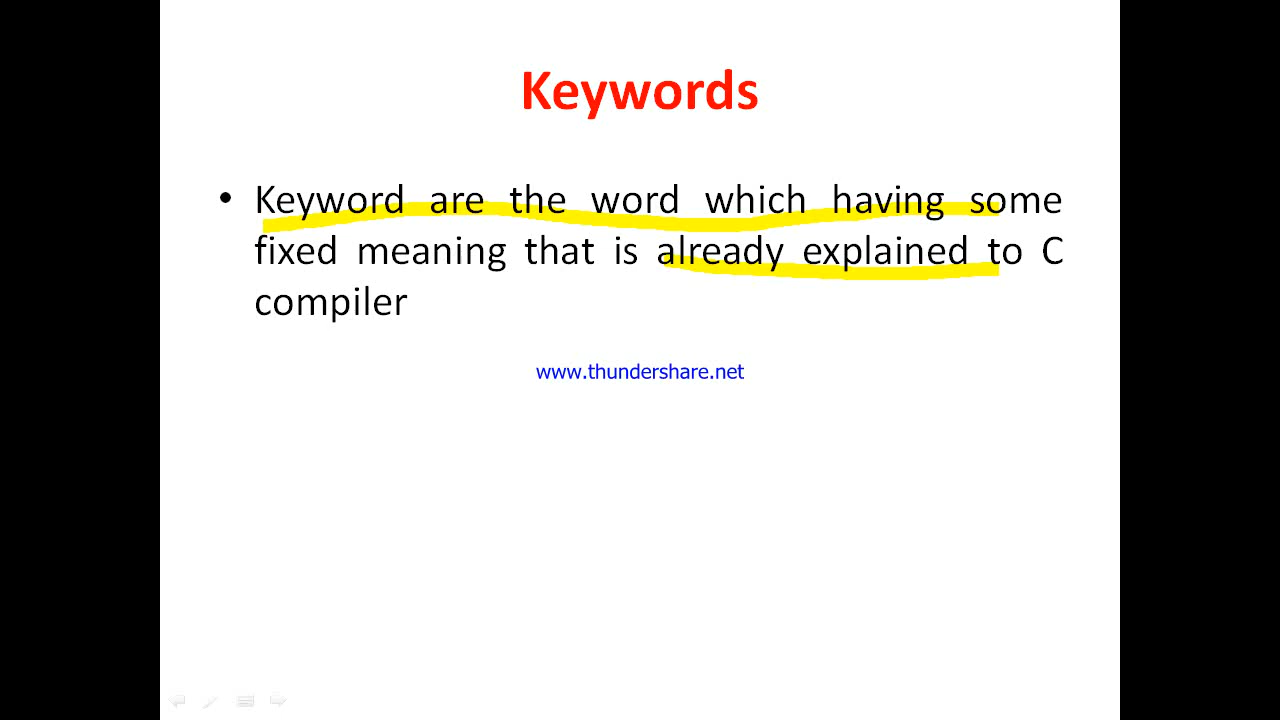 Keywords
• Keyword are the word which having some
fixed meaning that is already explained to C
compiler
www.thundershare.net